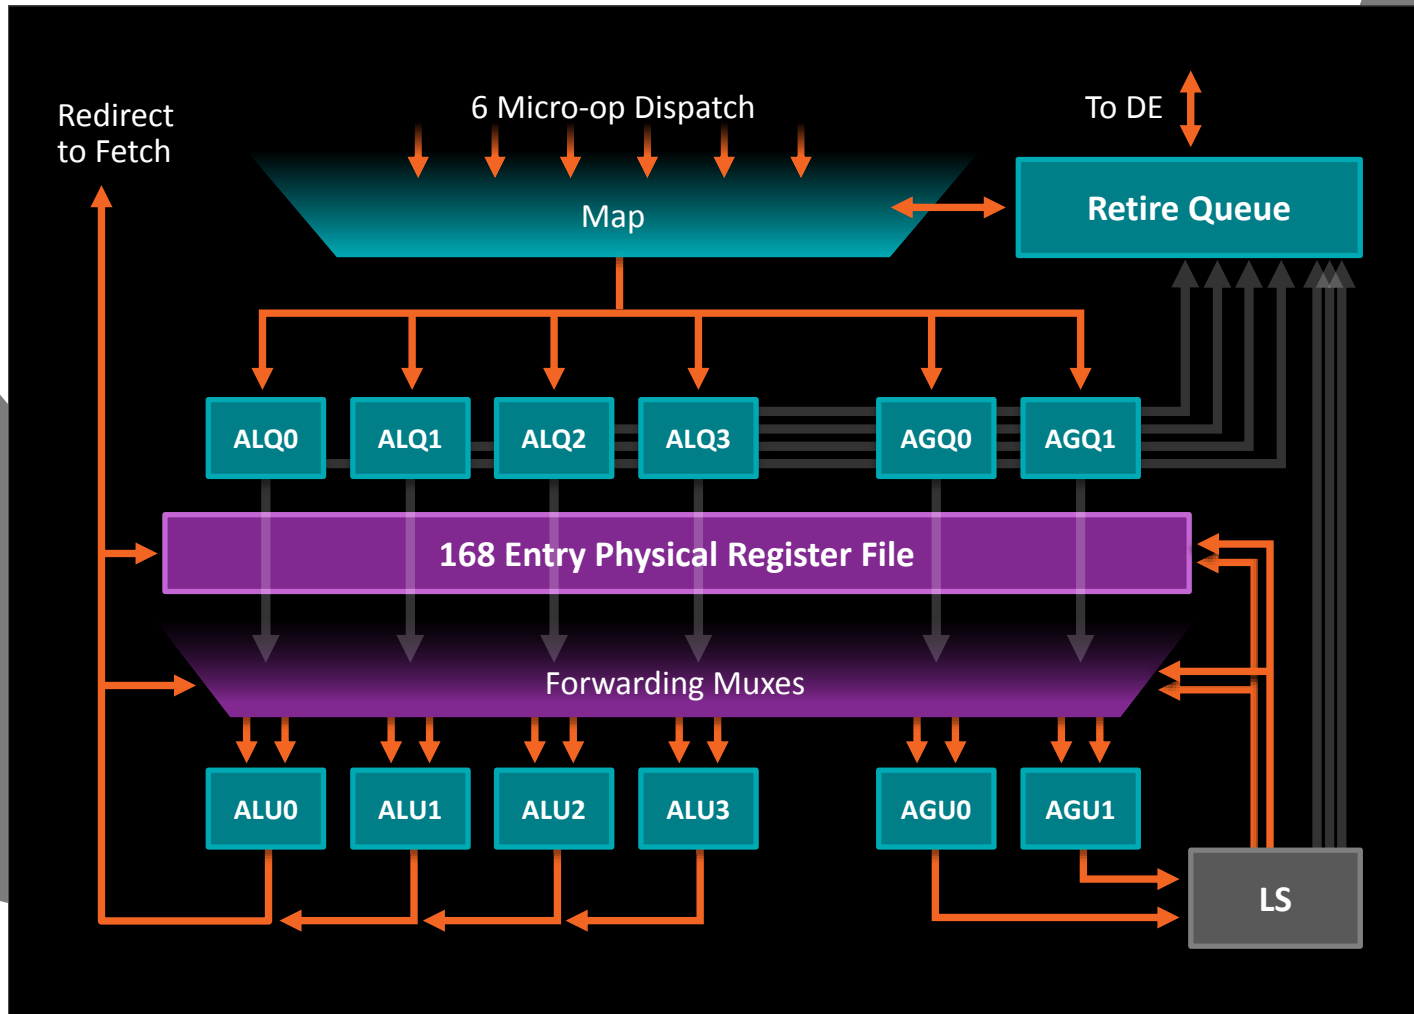 Redirect
to Fetch
6 Micro-op Dispatch
To DE
Map
Retire Queue
ALQ0
ALQ1
ALQ2
ALQ3
AGQ0
AGQ1
168 Entry Physical Register File
Forwarding Muxes
ALU0
ALU1
ALU2
ALU3
AGU0
AGU1
LS